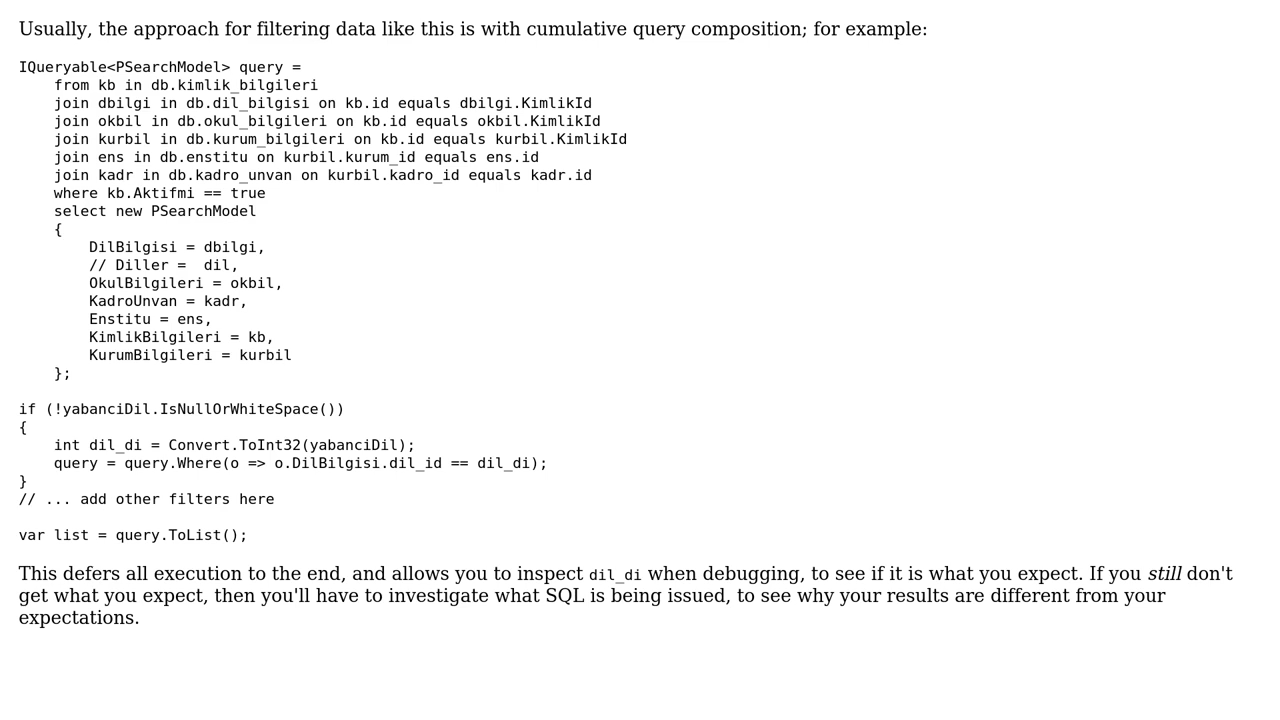 Usually, the approach for filtering data like this is with cumulative query composition; for example:
IQueryable<PSearchModel> query =
    from kb in db.kimlik_bilgileri
    join dbilgi in db.dil_bilgisi on kb.id equals dbilgi.KimlikId
    join okbil in db.okul_bilgileri on kb.id equals okbil.KimlikId
    join kurbil in db.kurum_bilgileri on kb.id equals kurbil.KimlikId
    join ens in db.enstitu on kurbil.kurum_id equals ens.id
    join kadr in db.kadro_unvan on kurbil.kadro_id equals kadr.id
    where kb.Aktifmi == true
    select new PSearchModel
    {
        DilBilgisi = dbilgi,
        // Diller =  dil,
        OkulBilgileri = okbil,
        KadroUnvan = kadr,
        Enstitu = ens,
        KimlikBilgileri = kb,
        KurumBilgileri = kurbil
    };

if (!yabanciDil.IsNullOrWhiteSpace())
{
    int dil_di = Convert.ToInt32(yabanciDil);
    query = query.Where(o => o.DilBilgisi.dil_id == dil_di);
}
// ... add other filters here

var list = query.ToList();
This defers all execution to the end, and allows you to inspect dil_di when debugging, to see if it is what you expect. If you still don't
get what you expect, then you'll have to investigate what SQL is being issued, to see why your results are different from your
expectations.